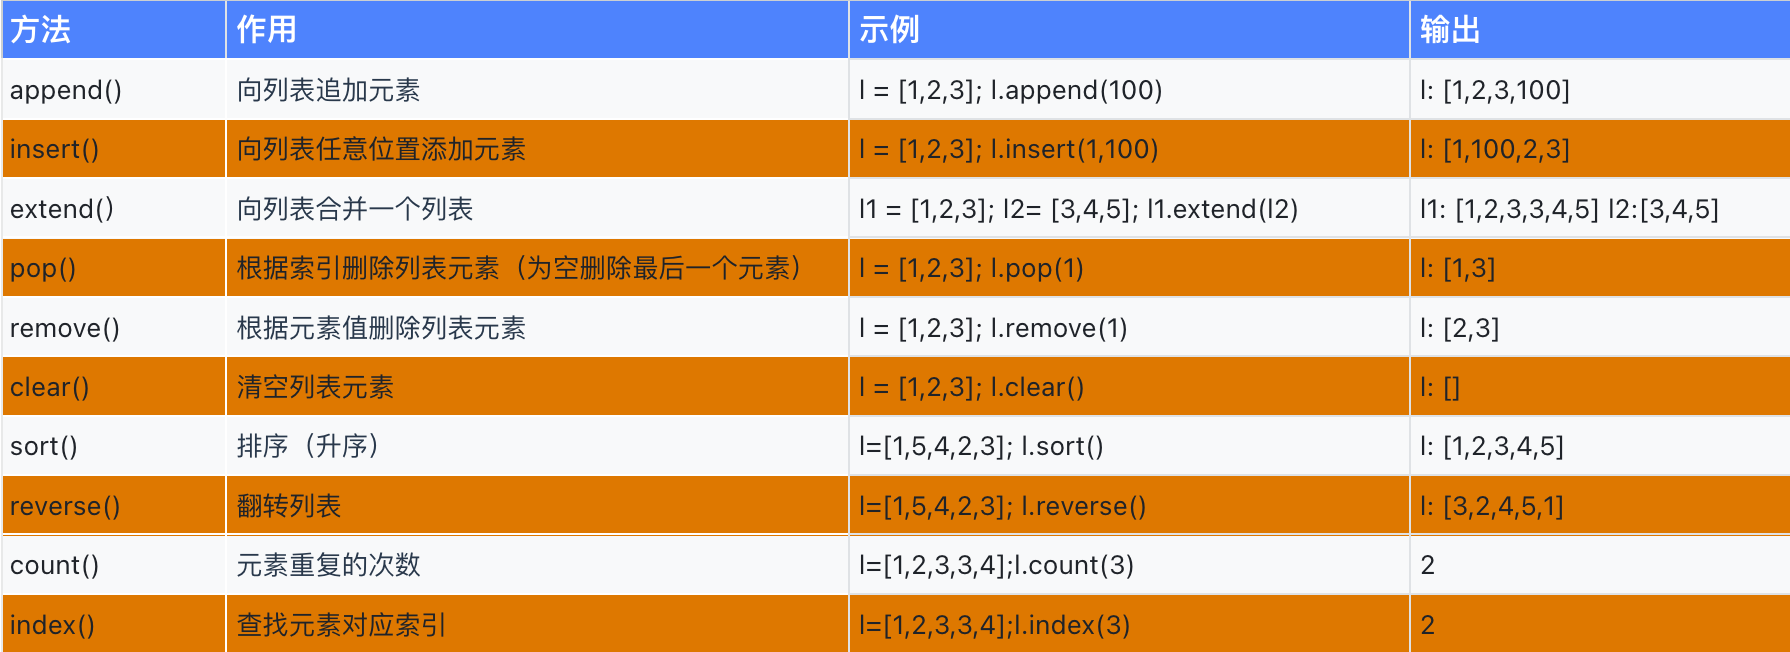 方法 作用 示例 输出
append() 向列表追加元素 l = [1,2,3]; l.append(100) l: [1,2,3,100]
insert() 向列表任意位置添加元素 l = [1,2,3]; l.insert(1,100) l: [1,100,2,3]
extend() 向列表合并一个列表 l1 = [1,2,3]; l2= [3,4,5]; l1.extend(l2) l1: [1,2,3,3,4,5] l2:[3,4,5]
pop() 根据索引删除列表元素（为空删除最后一个元素） l = [1,2,3]; l.pop(1) l: [1,3]
remove() 根据元素值删除列表元素 l = [1,2,3]; l.remove(1) l: [2,3]
clear() 清空列表元素 l = [1,2,3]; l.clear() l: []
sort() 排序（升序） l=[1,5,4,2,3]; l.sort() l: [1,2,3,4,5]
reverse() 翻转列表 l=[1,5,4,2,3]; l.reverse() l: [3,2,4,5,1]
count() 元素重复的次数 l=[1,2,3,3,4];l.count(3) 2
index() 查找元素对应索引 l=[1,2,3,3,4];l.index(3) 2